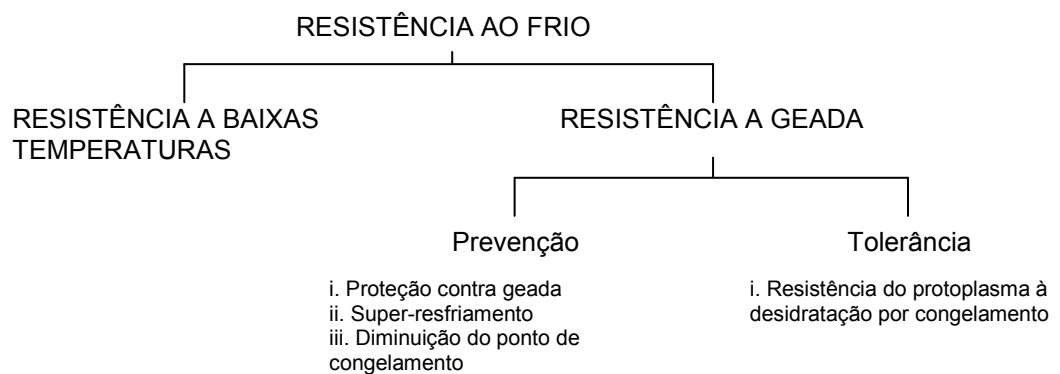 RESISTÊNCIA AO FRIO
RESISTÊNCIA A BAIXAS
TEMPERATURAS
RESISTÊNCIA A GEADA
Prevenção
i. Proteção contra geada
ii. Super-resfriamento
iii. Diminuição do ponto de
congelamento
Tolerância
i. Resistência do protoplasma à
desidratação por congelamento